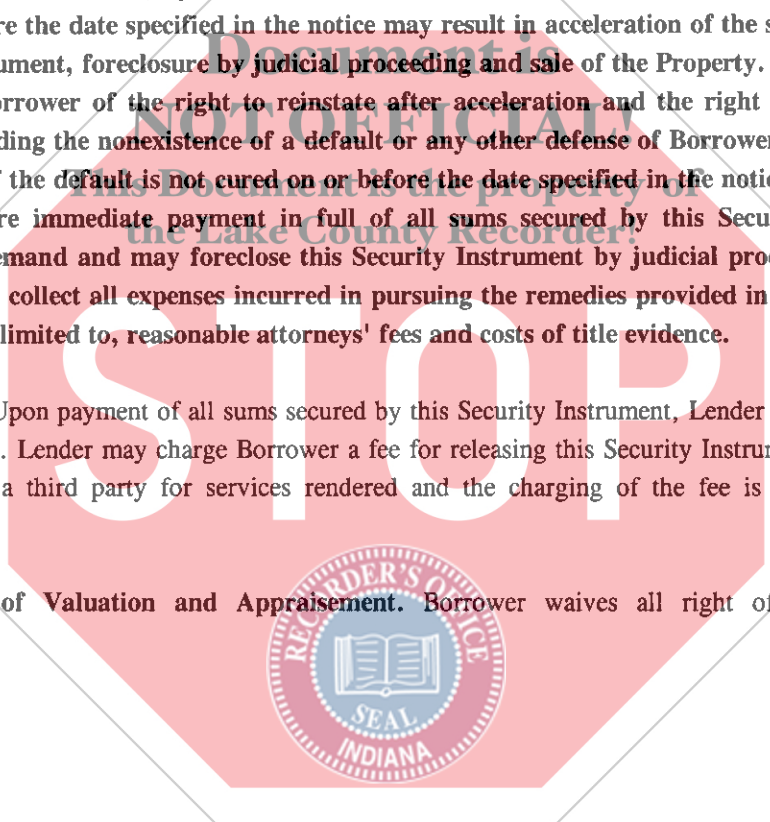 re the date specified in the notice may result in acceleration of the s
ument, foreclosure by judicial proceeding and sale of the Property.
orrower of the right to reinstate after acceleration and the right
ding the nonexistence of a default or any other defense of Borrower
f the default is not cured on or before the date specified in the notic
re immediate payment in full of all sums secured by this Secu
emand and may foreclose this Security Instrument by judicial proc
collect all expenses incurred in pursuing the remedies provided in
limited to, reasonable attorneys' fees and costs of title evidence.
Upon payment of all sums secured by this Security Instrument, Lender
. Lender may charge Borrower a fee for releasing this Security Instrum
a third party for services rendered and the charging of the fee is
of Valuation and Appraisement. Borrower waives all right of
Document is
NOT OFFICIAL!
This Document is the property of
the Lake County Recorder!
STOP
RECORDER'S OFFICE
SEAL
INDIANA